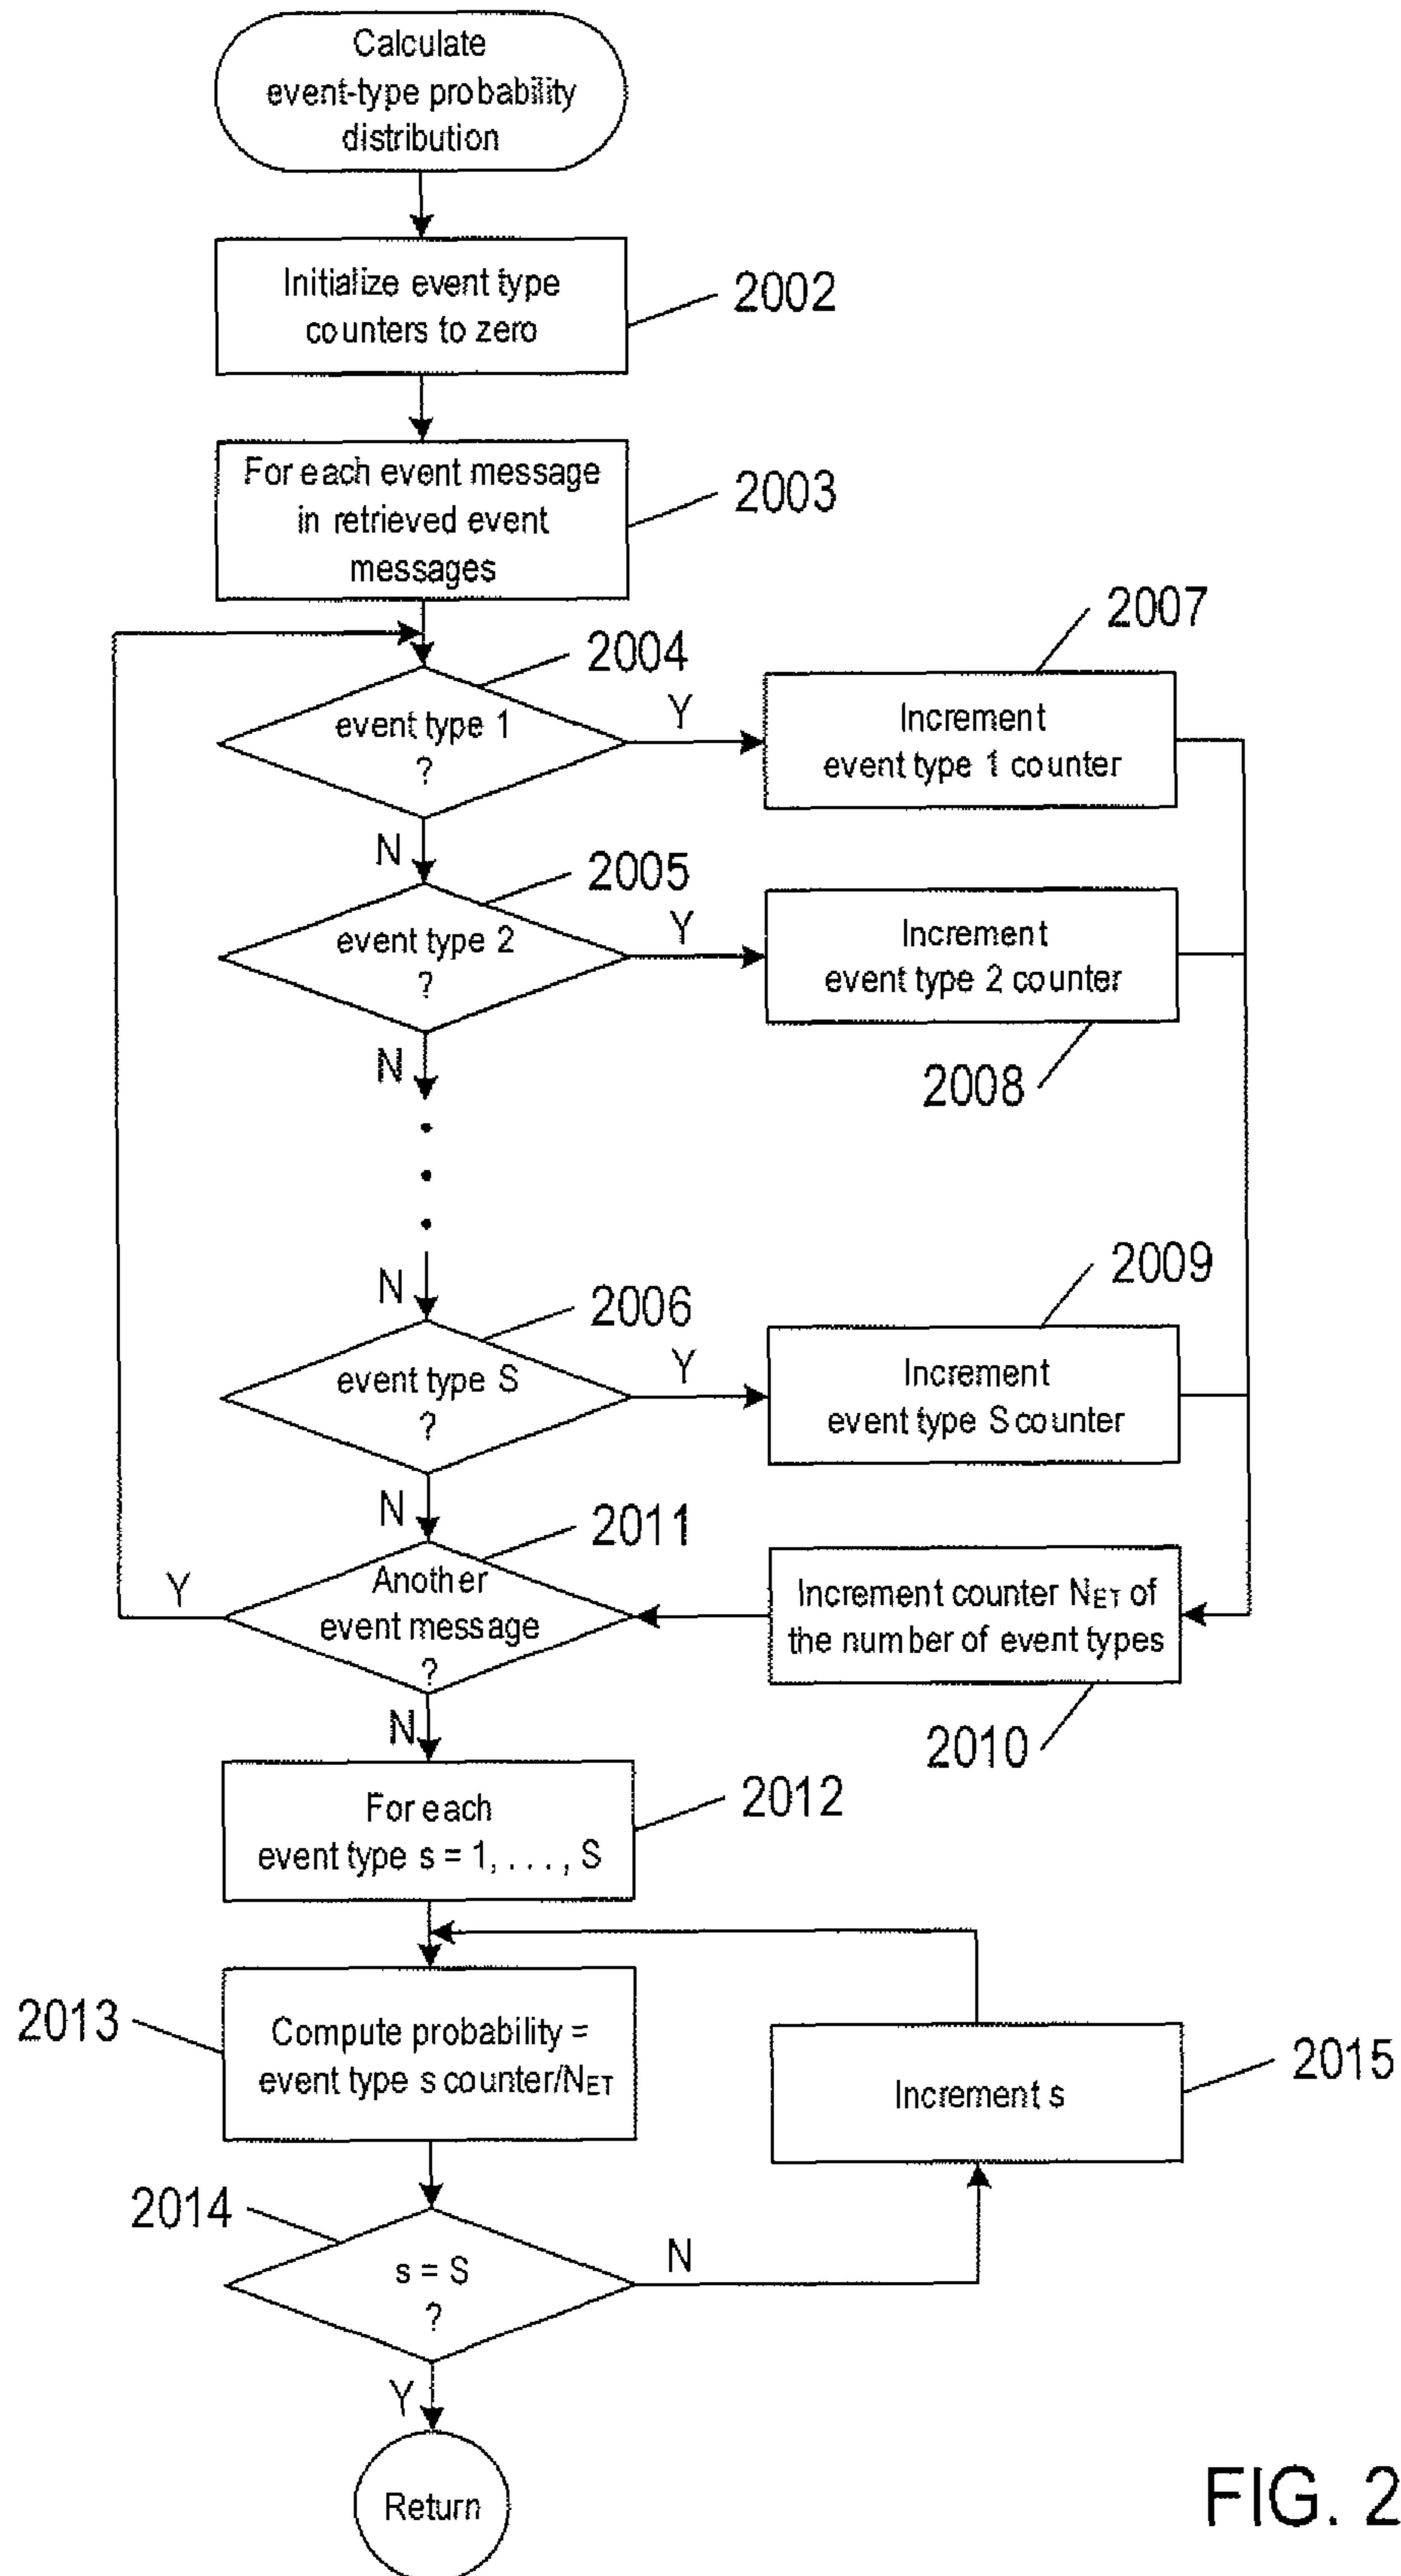 Calculate
event-type probability
distribution
Initialize event type
counters to zero
2002
For each event message
in retrieved event
messages
2003
2004
event type 1
?
Y
N
2007
Increment
event type 1 counter
2005
event type 2
?
Y
N
Increment
event type 2 counter
2008
N
2006
event type S
?
Y
N
2009
Increment
event type S counter
2011
Another
event message
?
Y
N
Increment counter NET of
the number of event types
2010
For each
event type s = 1, . . . , S
2012
2013
Compute probability =
event type s counter/NET
2015
Increment s
2014
s = S
?
N
Y
Return
FIG. 2